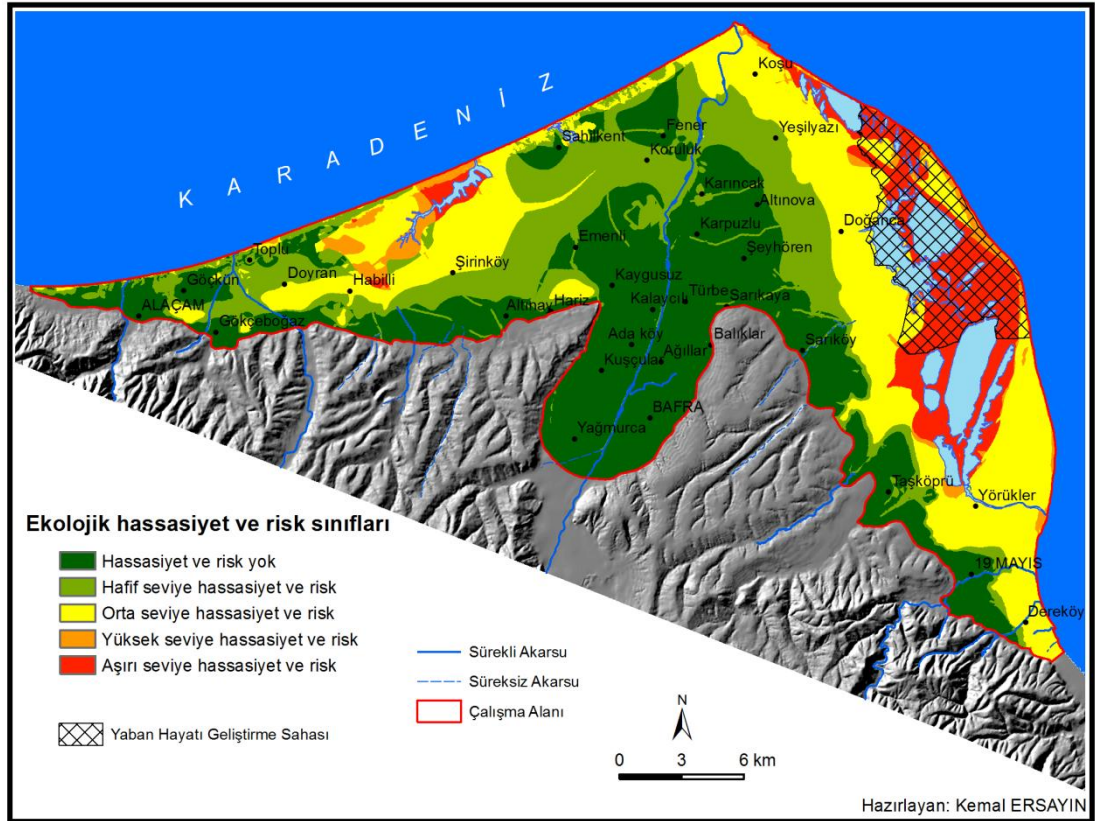 KARADENİZ
Koşu
Fener
Yeşilyazı
Sahilkent
Koruluk
Karıncak
Altınova
Doğanca
Karpuzlu
Emenli
Toplu
Şeyhören
Göçkün
Doyran
Habilli
Şirinköy
Kaygusuz
Türbe
Sarıkaya
ALAÇAM
Gökçeboğaz
Altınay
Hariz
Kalaycılı
Ada köy
Ağıllar
Balıklar
Sarıköy
Kuşçular
BAFRA
Yağmurca
Taşköprü
Yörükler
19 MAYIS
Dereköy
Ekolojik hassasiyet ve risk sınıfları
Hassasiyet ve risk yok
Hafif seviye hassasiyet ve risk
Orta seviye hassasiyet ve risk
Yüksek seviye hassasiyet ve risk
Aşırı seviye hassasiyet ve risk
Yaban Hayatı Geliştirme Sahası
Sürekli Akarsu
Süreksiz Akarsu
Çalışma Alanı
N
0 3 6 km
Hazırlayan: Kemal ERSAYIN